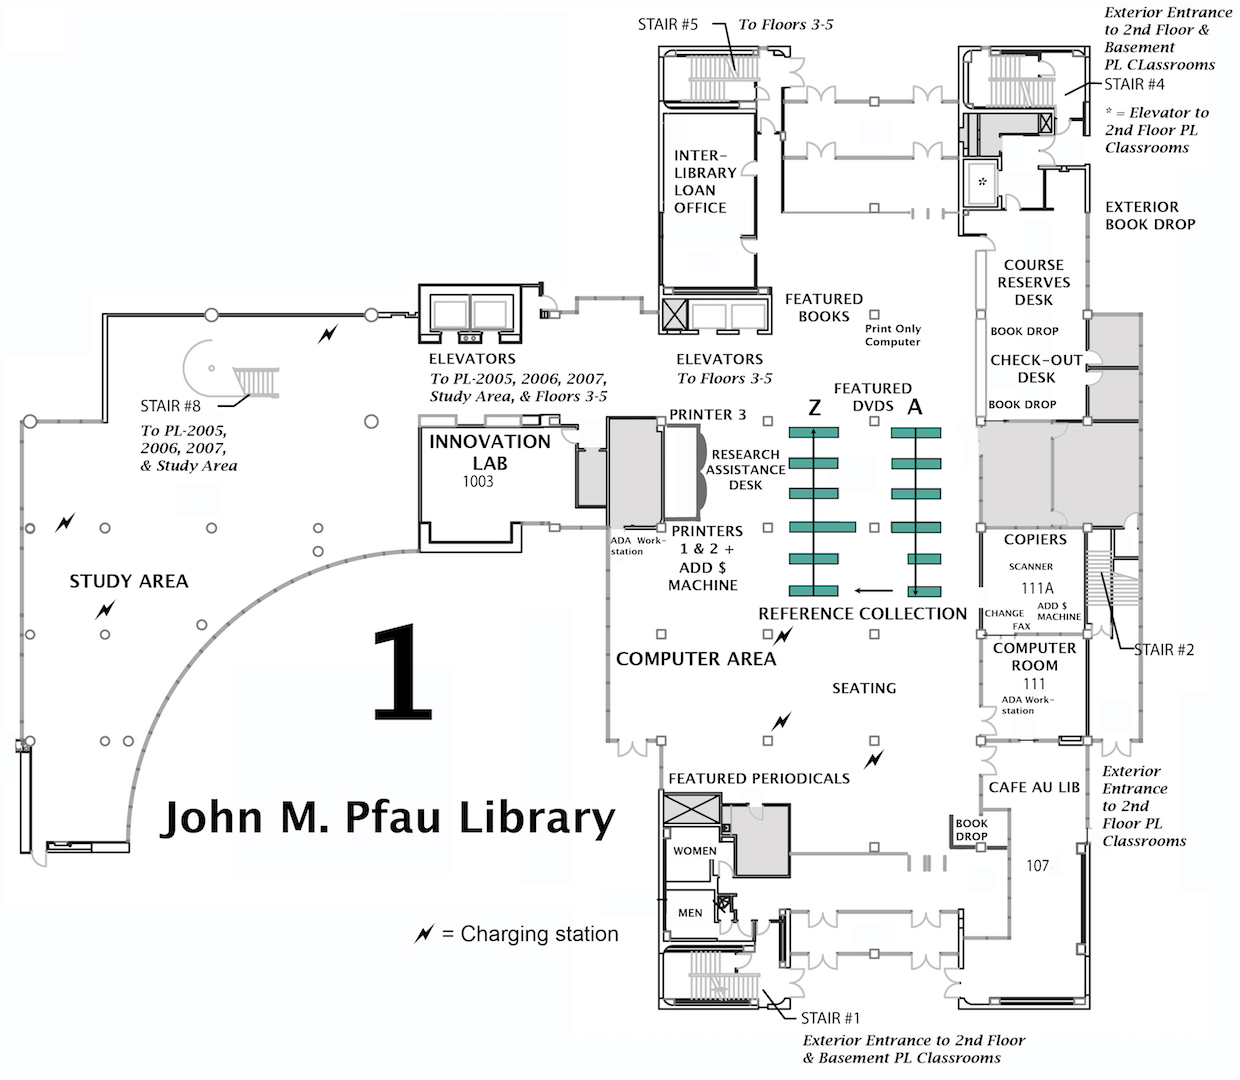 STAIR #5
To Floors 3-5
Exterior Entrance
to 2nd Floor &
Basement
PL CLassrooms
STAIR #4
* = Elevator to
2nd Floor PL
Classrooms
INTER-
LIBRARY
LOAN
OFFICE
*
EXTERIOR
BOOK DROP
COURSE
RESERVES
DESK
FEATURED
BOOKS
Print Only
Computer
BOOK DROP
CHECK-OUT
DESK
BOOK DROP
ELEVATORS
To PL-2005, 2006, 2007,
Study Area, & Floors 3-5
ELEVATORS
To Floors 3-5
STAIR #8
To PL-2005,
2006, 2007,
& Study Area
FEATURED
DVDS
Z
A
PRINTER 3
INNOVATION
LAB
1003
RESEARCH
ASSISTANCE
DESK
ADA Work-
station
PRINTERS
1 & 2 +
ADD $
MACHINE
COPIERS
SCANNER
111A
CHANGE
ADD $
MACHINE
FAX
STUDY AREA
REFERENCE COLLECTION
1
COMPUTER AREA
SEATING
COMPUTER
ROOM
111
ADA Work-
station
STAIR #2
FEATURED PERIODICALS
CAFE AU LIB
Exterior
Entrance
to 2nd
Floor PL
Classrooms
John M. Pfau Library
BOOK
DROP
WOMEN
107
MEN
= Charging station
STAIR #1
Exterior Entrance to 2nd Floor
& Basement PL Classrooms